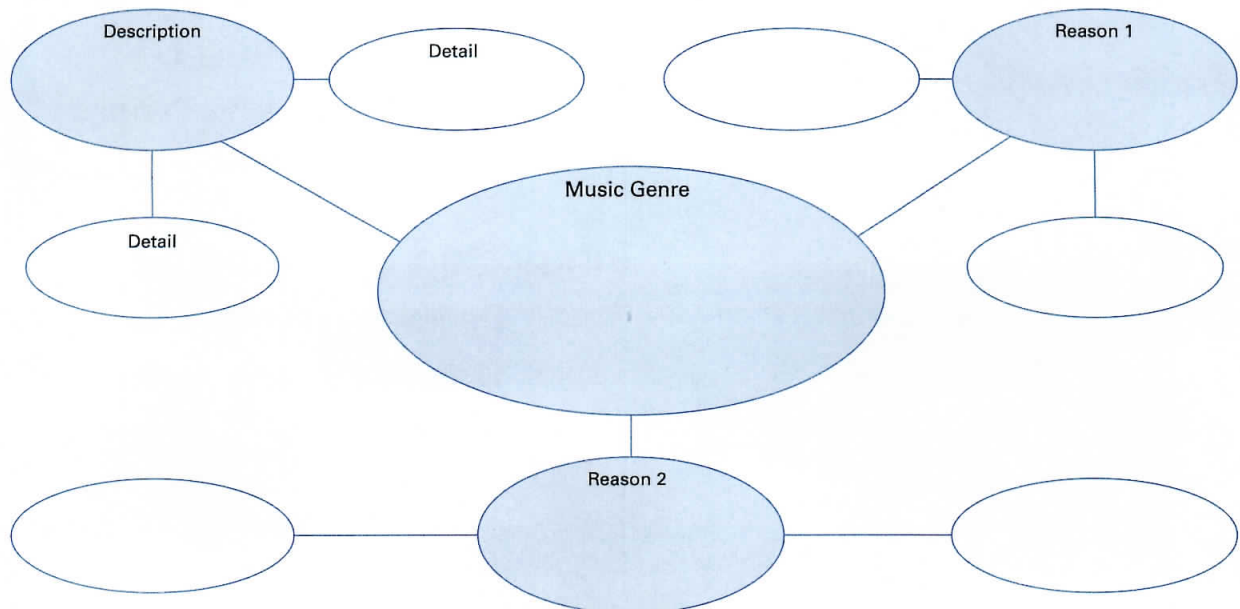 Description
Detail
Reason 1
Music Genre
Detail
Reason 2